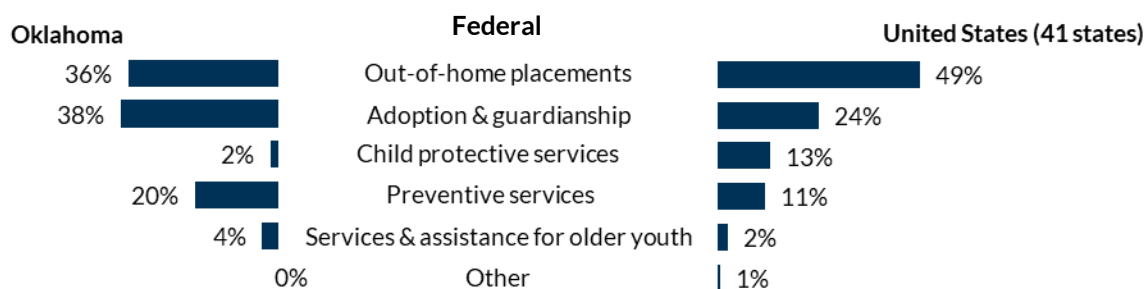 Federal
Oklahoma United States (41 states)
36% Out-of-home placements 49%
38% Adoption & guardianship 24%
2% Child protective services 13%
20% Preventive services 11%
4% Services & assistance for older youth 2%
0% Other 1%